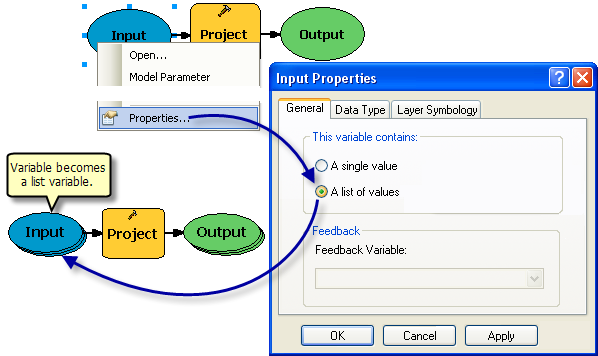 Input
Project
Output
Open...
Model Parameter
Properties...
Input Properties
?
General
Data Type
Layer Symbology
This variable contains:
A single value
A list of values
Feedback
Feedback Variable:
OK
Cancel
Apply
Variable becomes
a list variable.
Input
Project
Output